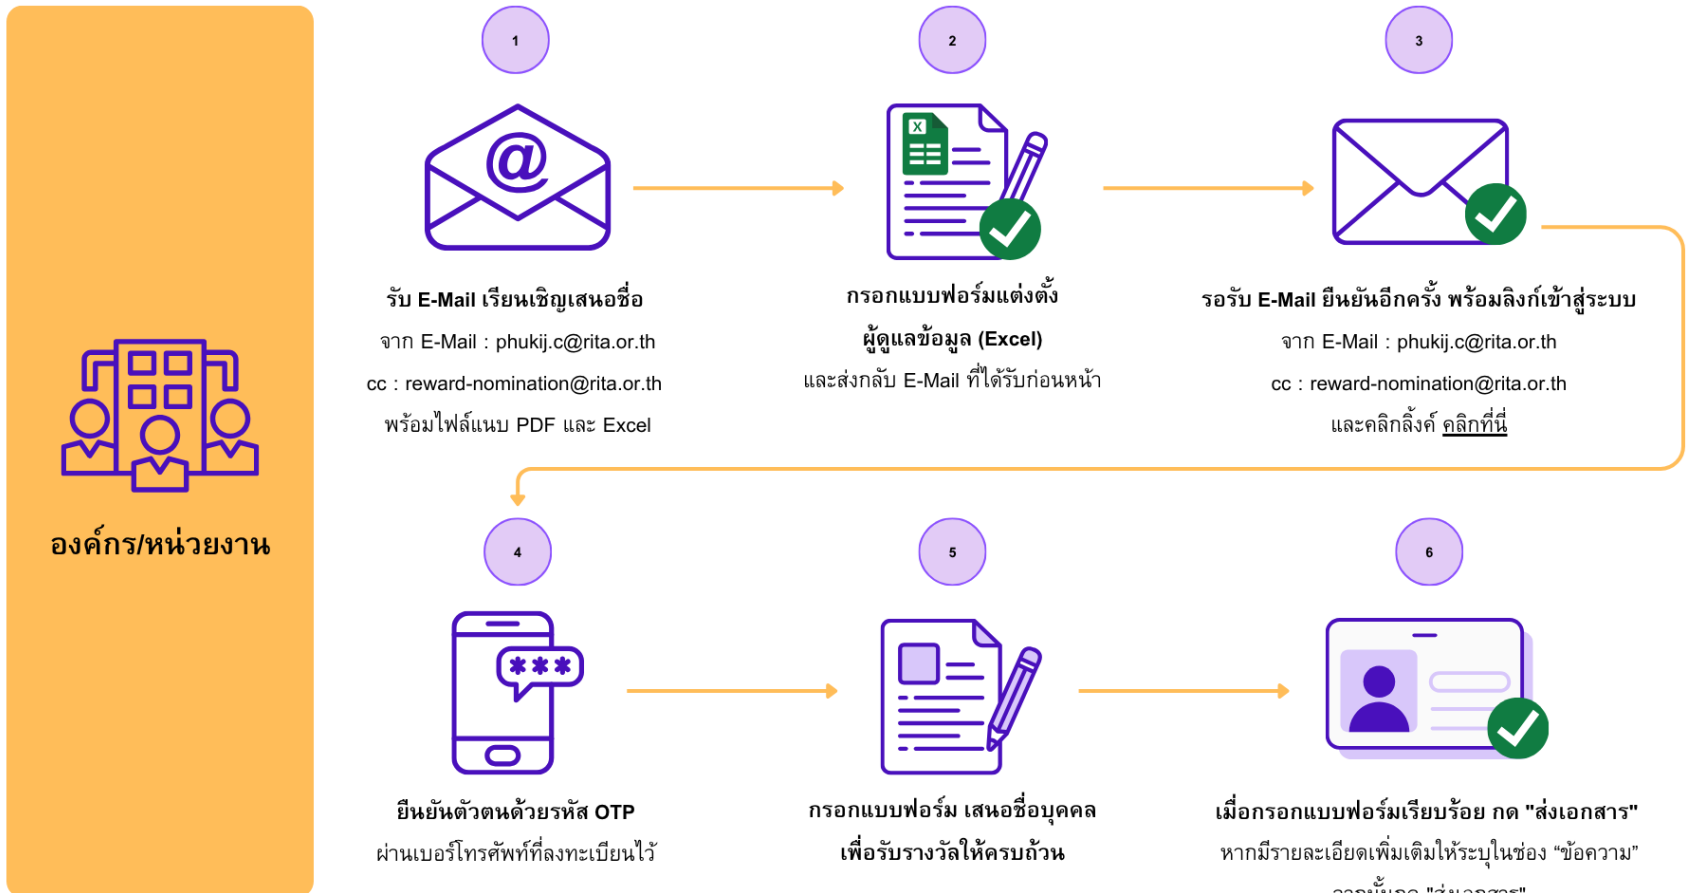 องค์กร/หน่วยงาน
1
รับ E-Mail เรียนเชิญเสนอชื่อ
จาก E-Mail : phukij.c@rita.or.th
cc : reward-nomination@rita.or.th
พร้อมไฟล์แนบ PDF และ Excel
2
X
กรอกแบบฟอร์มแต่งตั้ง
ผู้ดูแลข้อมูล (Excel)
และส่งกลับ E-Mail ที่ได้รับก่อนหน้า
3
รอรับ E-Mail ยืนยันอีกครั้ง พร้อมลิงก์เข้าสู่ระบบ
จาก E-Mail : phukij.c@rita.or.th
cc : reward-nomination@rita.or.th
และคลิกลิ้งค์ คลิกที่นี่
4
***
ยืนยันตัวตนด้วยรหัส OTP
ผ่านเบอร์โทรศัพท์ที่ลงทะเบียนไว้
5
กรอกแบบฟอร์ม เสนอชื่อบุคคล
เพื่อรับรางวัลให้ครบถ้วน
6
เมื่อกรอกแบบฟอร์มเรียบร้อย กด "ส่งเอกสาร"
หากมีรายละเอียดเพิ่มเติมให้ระบุในช่อง “ข้อความ”
จากนั้นกด "ส่งเอกสาร"